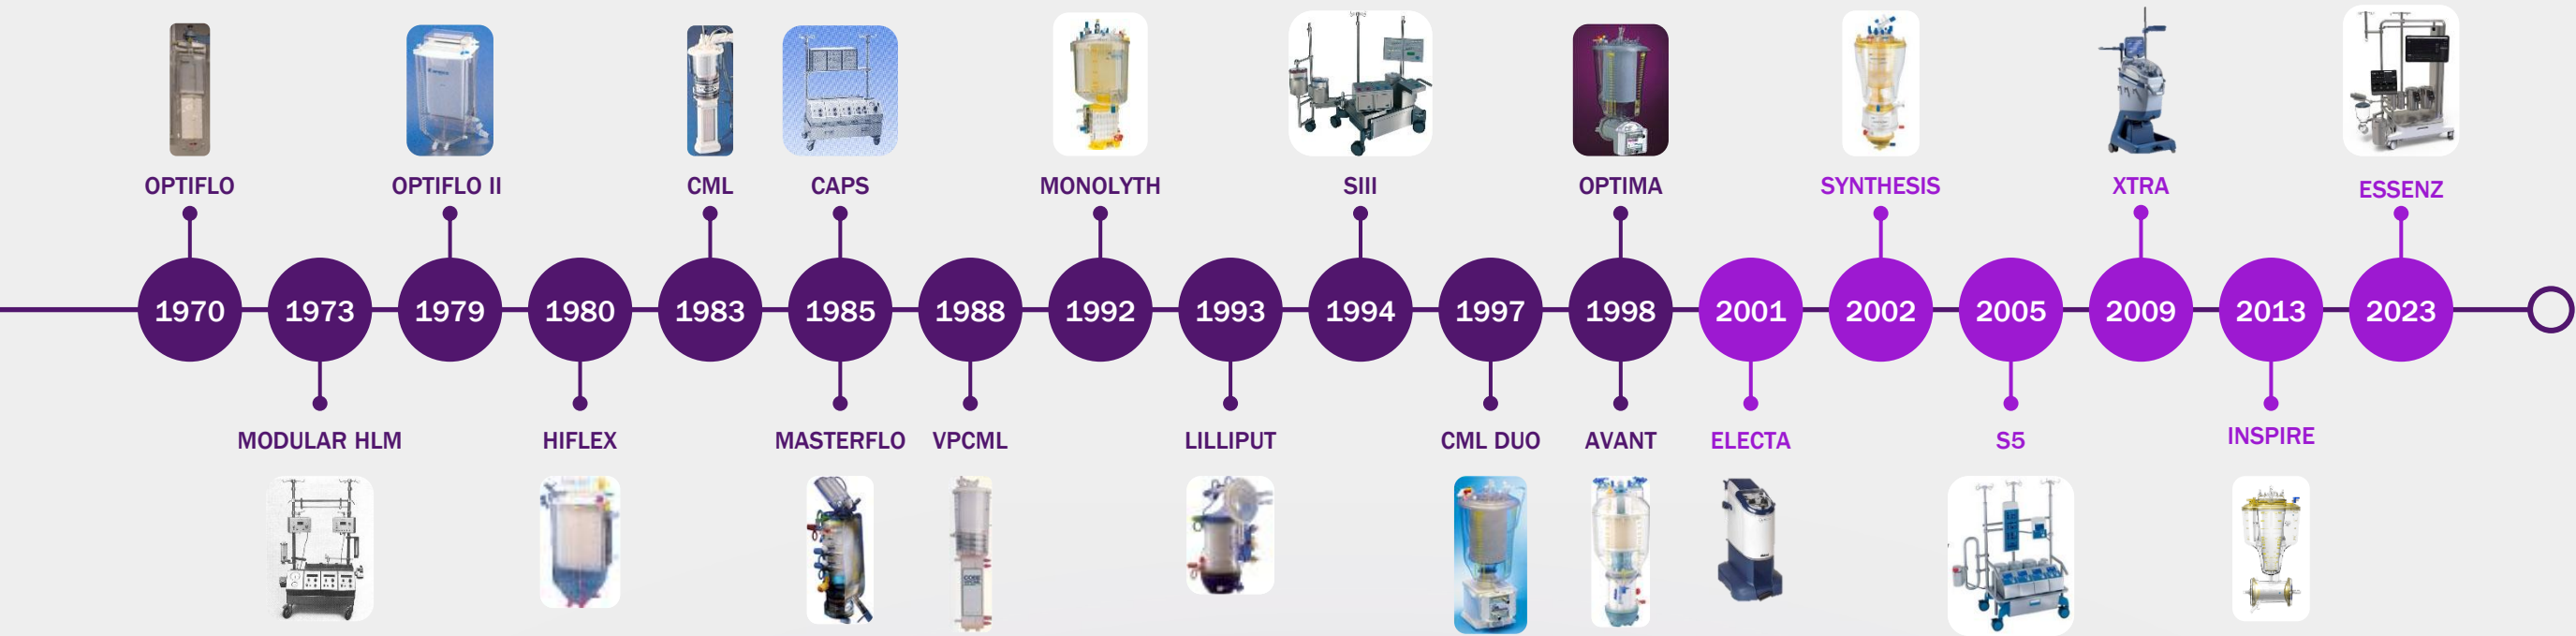 OPTIFLO
OPTIFLO II
CML
CAPS
MONOLYTH
SIII
OPTIMA
SYNTHESIS
XTRA
ESSENZ
1970
1973
1979
1980
1983
1985
1988
1992
1993
1994
1997
1998
2001
2002
2005
2009
2013
2023
MODULAR HLM
HIFLEX
MASTERFLO
VPCML
LILLIPUT
CML DUO
AVANT
ELECTA
S5
INSPIRE
COBE